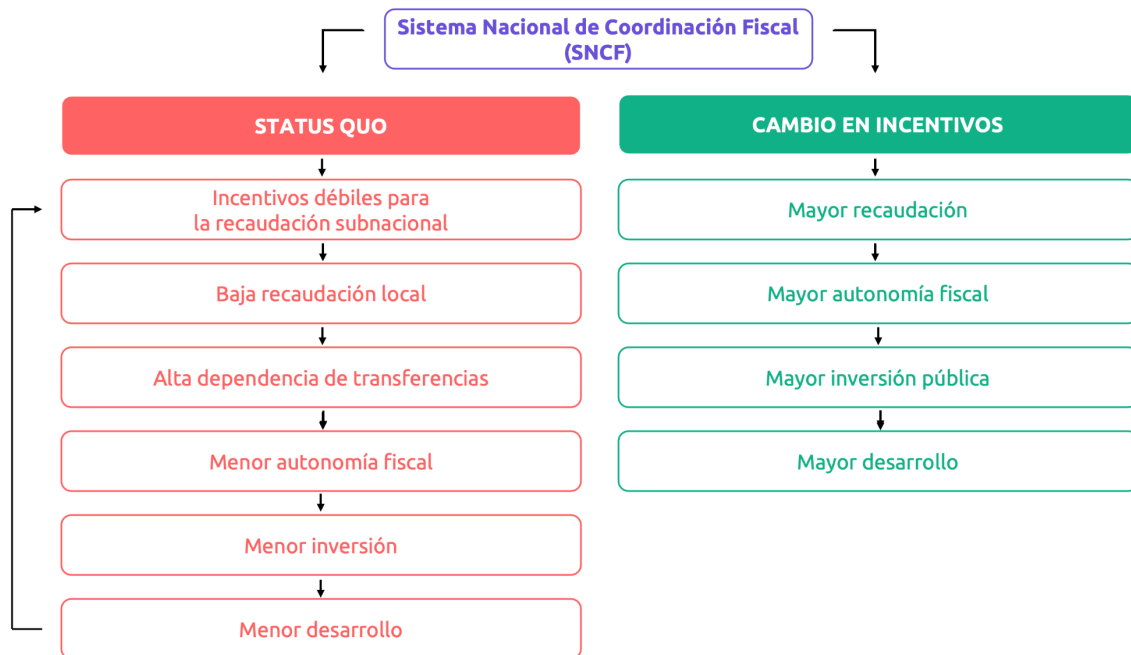 Sistema Nacional de Coordinación Fiscal
(SNCF)
STATUS QUO
Incentivos débiles para
la recaudación subnacional
Baja recaudación local
Alta dependencia de transferencias
Menor autonomía fiscal
Menor inversión
Menor desarrollo
CAMBIO EN INCENTIVOS
Mayor recaudación
Mayor autonomía fiscal
Mayor inversión pública
Mayor desarrollo